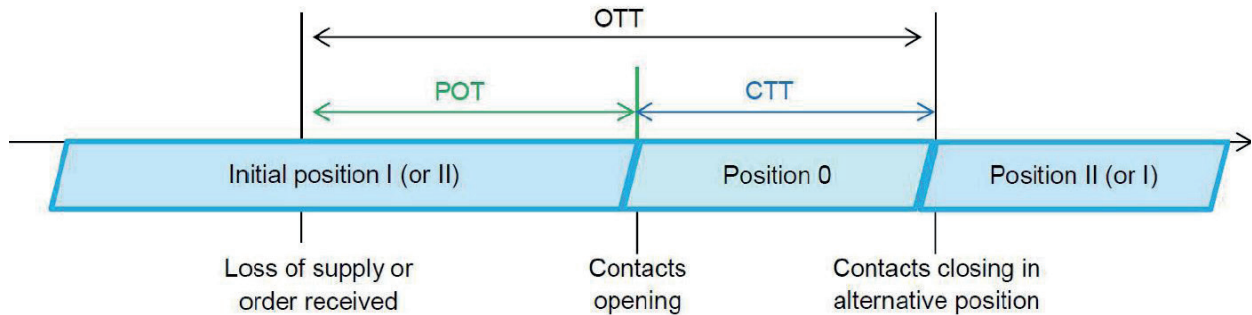 OTT
POT
CTT
Initial position I (or II)
Position 0
Position II (or I)
Loss of supply or
order received
Contacts
opening
Contacts closing in
alternative position